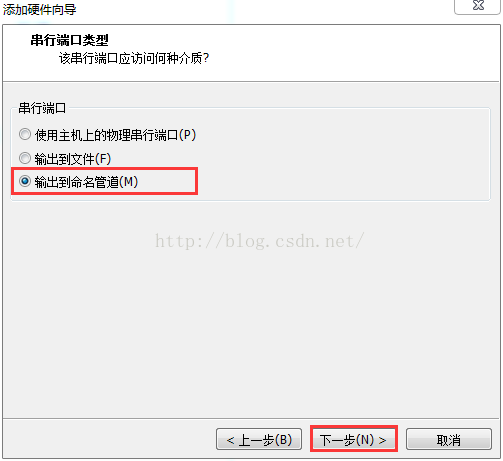 添加硬件向导
串行端口类型
该串行端口应访问何种介质?
串行端口
使用主机上的物理串行端口(P)
输出到文件(F)
输出到命名管道(M)
http://blog.csdn.net/
< 上一步(B) 下一步(N) > 取消